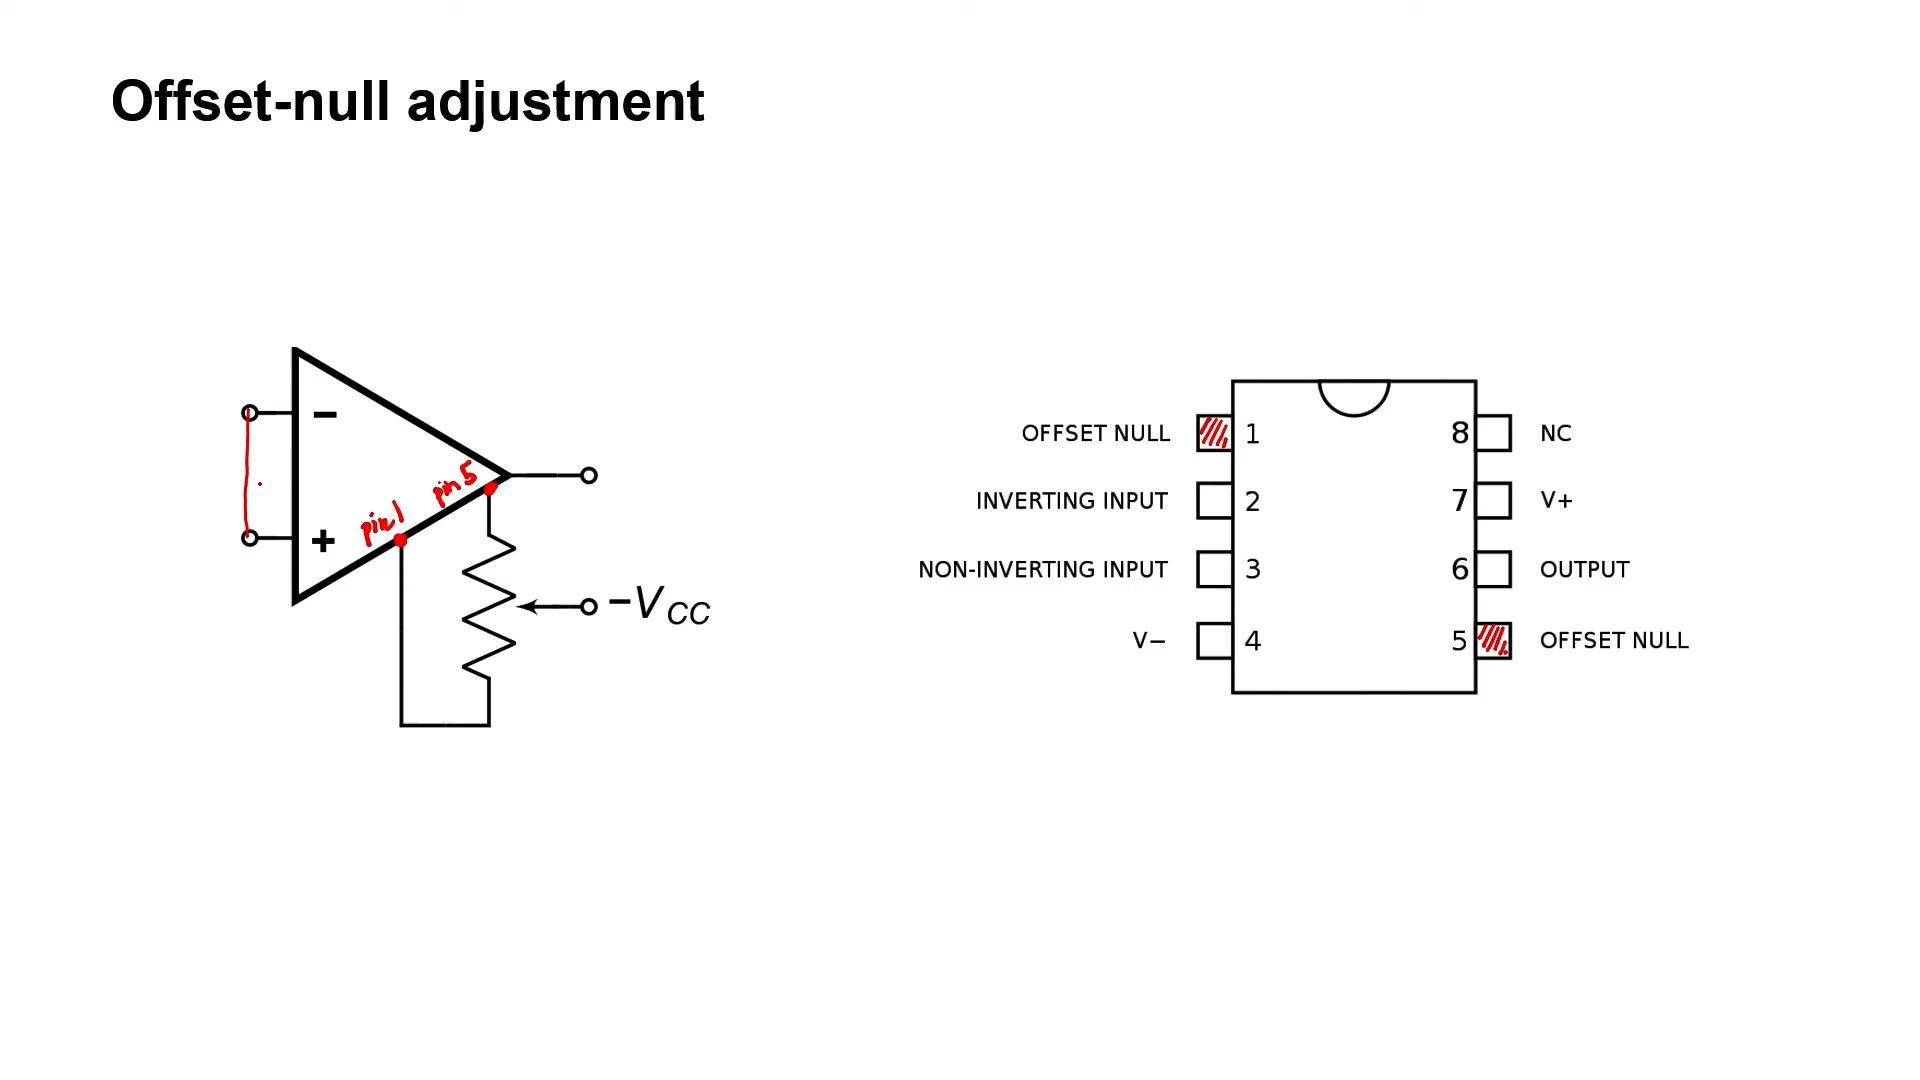 Offset-null adjustment
−
+
pin 1
pin 5
−VCC
OFFSET NULL 1 8 NC
INVERTING INPUT 2 7 V+
NON-INVERTING INPUT 3 6 OUTPUT
V− 4 5 OFFSET NULL